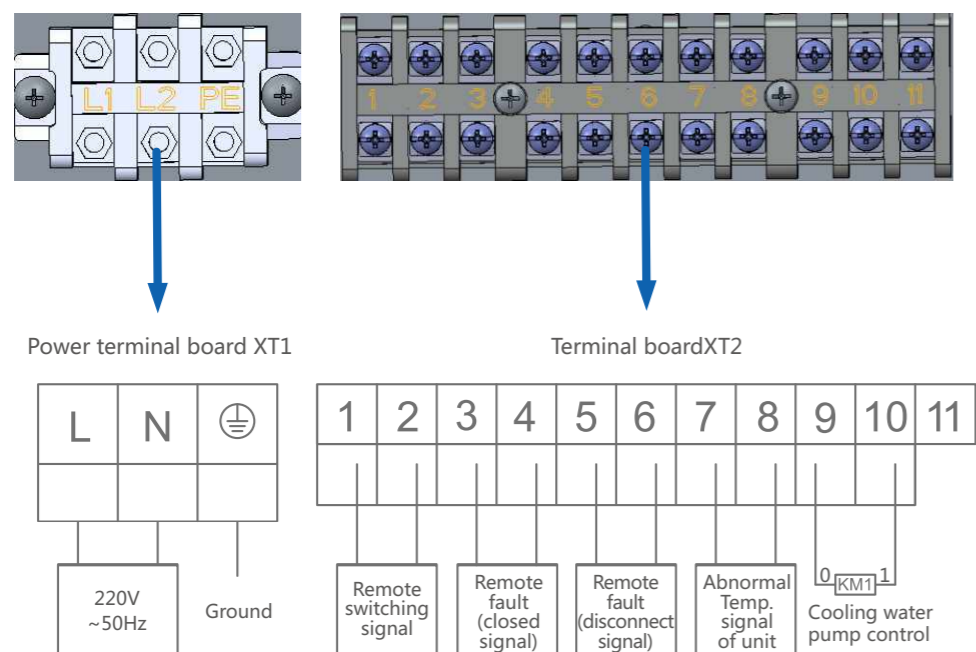 L1 L2 PE
1 2 3 4 5 6 7 8 9 10 11
Power terminal board XT1
Terminal boardXT2
L N
1 2 3 4 5 6 7 8 9 10 11
220V
~50Hz
Ground
Remote
switching
signal
Remote
fault
(closed
signal)
Remote
fault
(disconnect
signal)
Abnormal
Temp.
signal
of unit
0 KM1 1
Cooling water
pump control